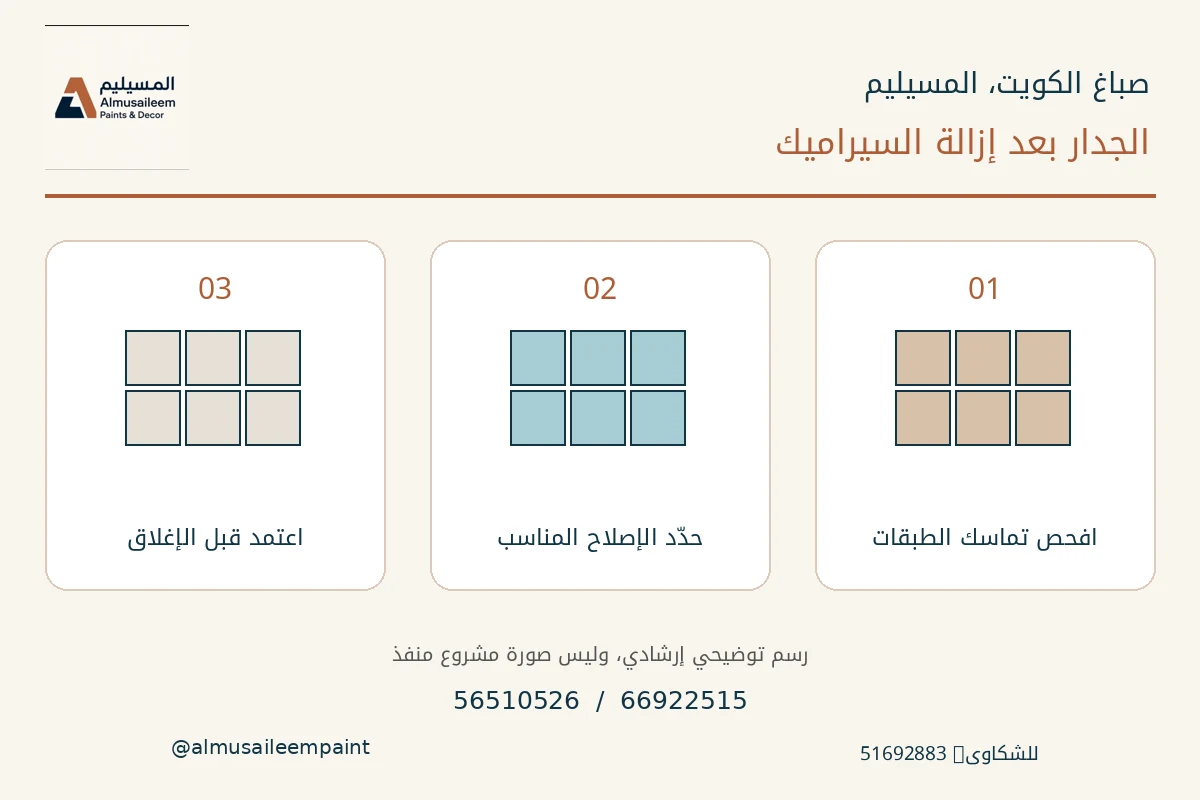 المسيليم
Almusaileem
Paints & Decor
صباغ الكويت، المسيليم
الجدار بعد إزالة السيراميك
01
افحص تماسك الطبقات
02
حدّد الإصلاح المناسب
03
اعتمد قبل الإغلاق
رسم توضيحي إرشادي، وليس صورة مشروع منفذ
56510526 / 66922515
للشكاوى 51692883
@almusaileempaint